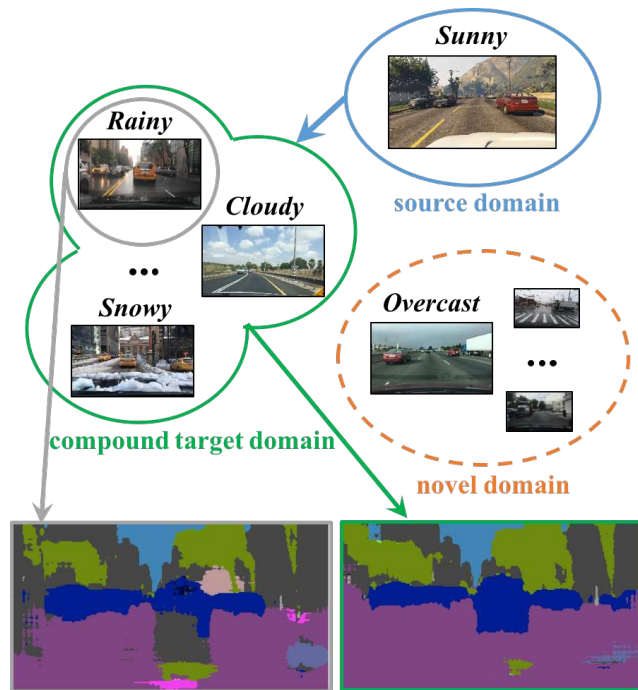 Sunny
Rainy
source domain
Cloudy
...
Snowy
Overcast
...
compound target domain
novel domain